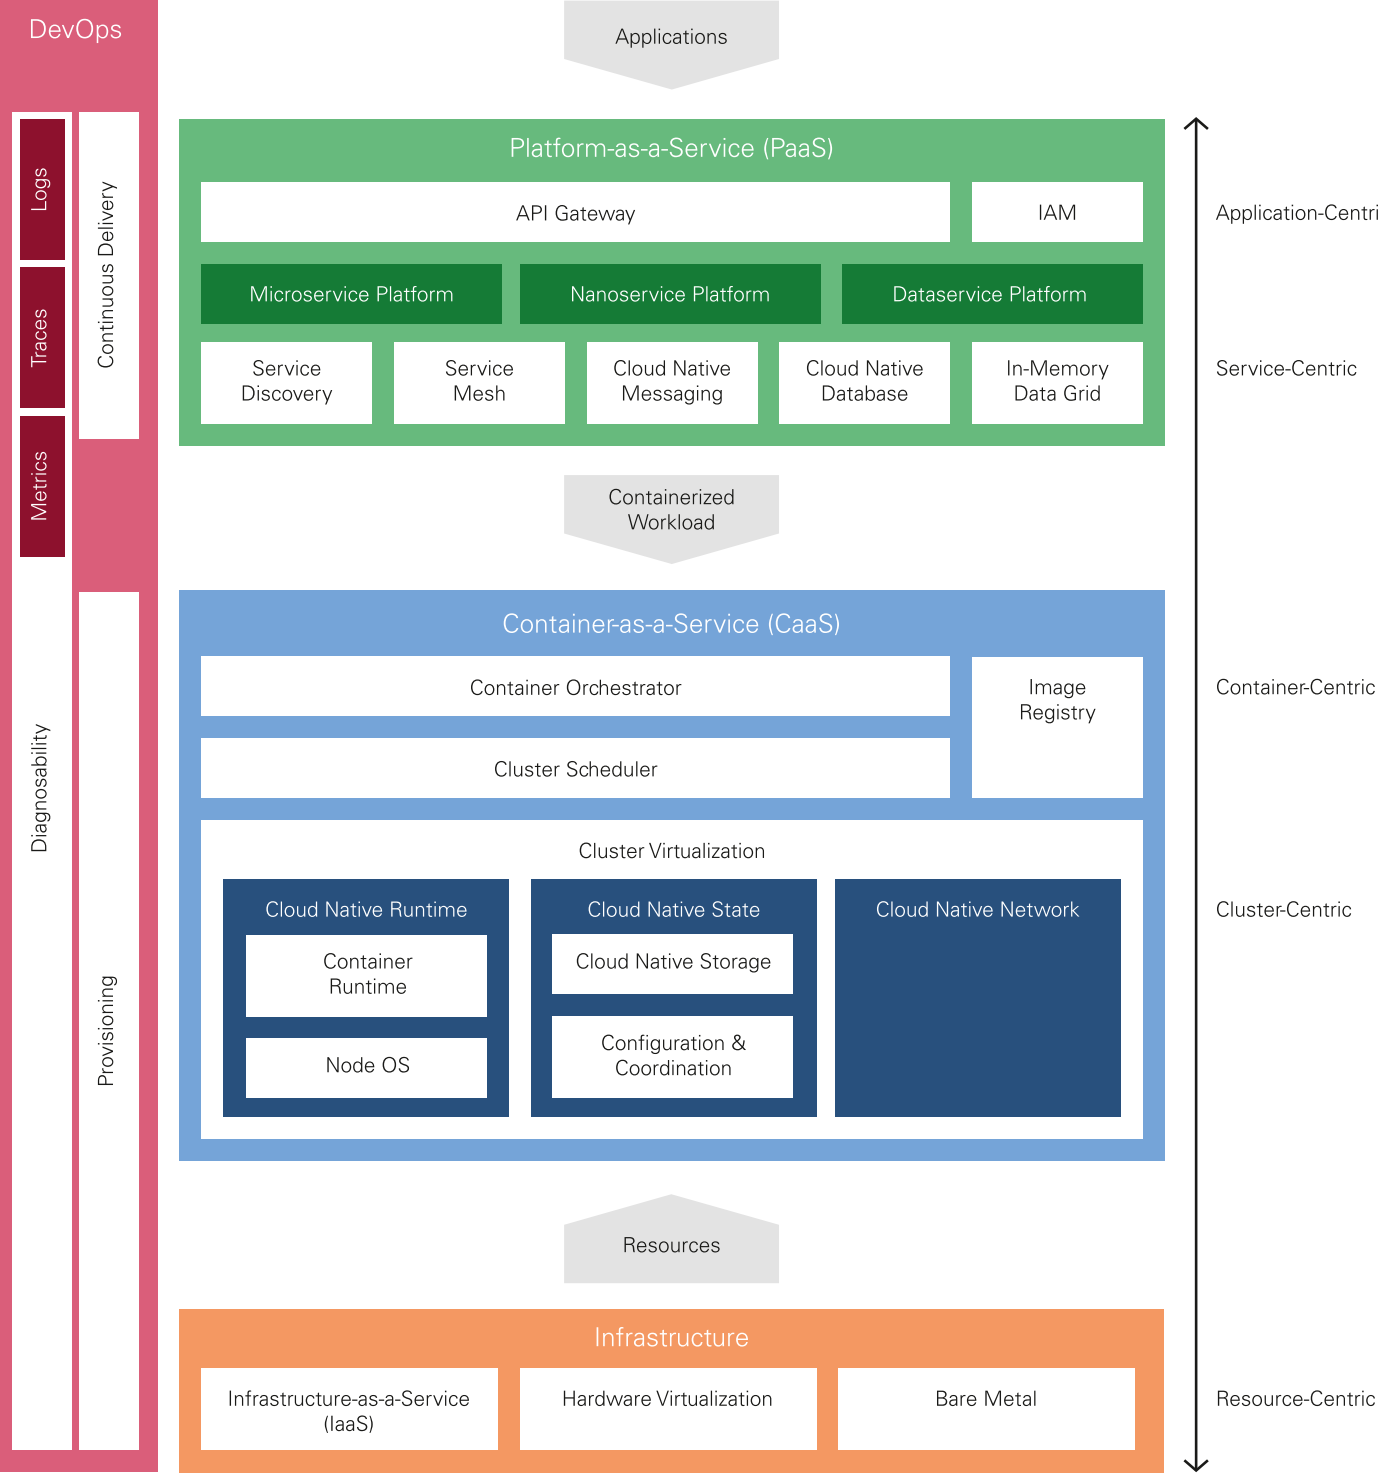 DevOps
Logs
Traces
Metrics
Diagnosability
Continuous Delivery
Provisioning
Applications
Platform-as-a-Service (PaaS)
API Gateway
IAM
Microservice Platform
Nanoservice Platform
Dataservice Platform
Service
Discovery
Service
Mesh
Cloud Native
Messaging
Cloud Native
Database
In-Memory
Data Grid
Containerized
Workload
Container-as-a-Service (CaaS)
Container Orchestrator
Image
Registry
Cluster Scheduler
Cluster Virtualization
Cloud Native Runtime
Container
Runtime
Node OS
Cloud Native State
Cloud Native Storage
Configuration &
Coordination
Cloud Native Network
Resources
Infrastructure
Infrastructure-as-a-Service
(IaaS)
Hardware Virtualization
Bare Metal
Application-Centri
Service-Centric
Container-Centric
Cluster-Centric
Resource-Centric